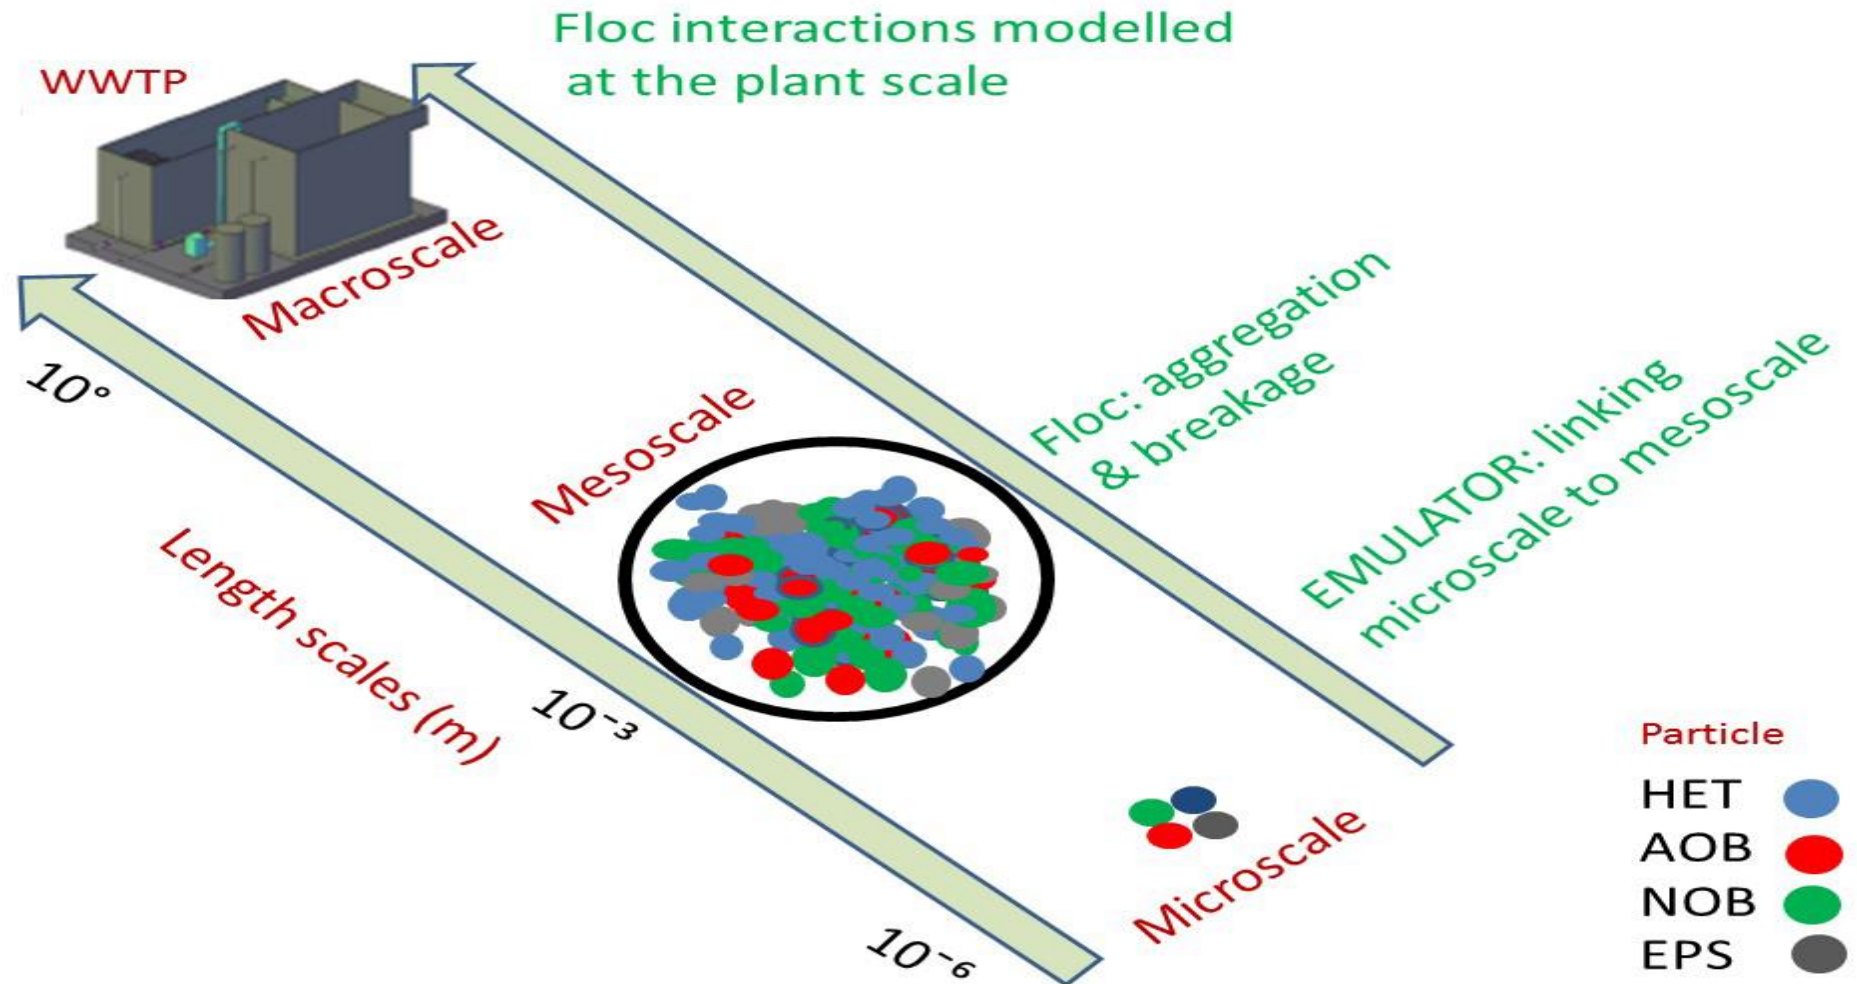 Floc interactions modelled
at the plant scale
WWTP
Macroscale
10°
Mesoscale
Floc: aggregation
& breakage
EMULATOR: linking
microscale to mesoscale
Length scales (m)
10⁻³
Microscale
10⁻⁶
Particle
HET
AOB
NOB
EPS